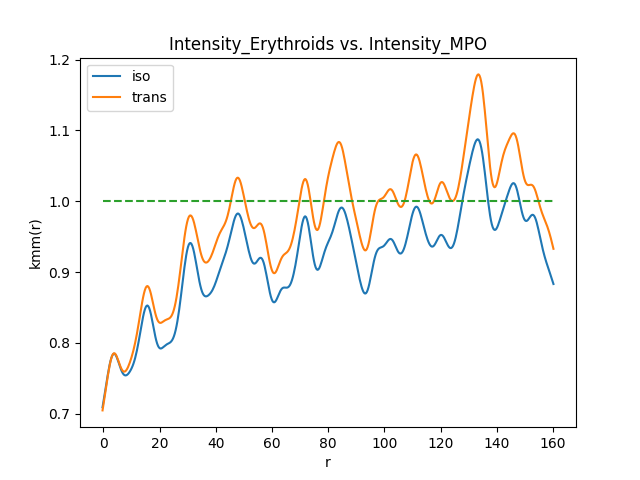 Intensity_Erythroids vs. Intensity_MPO
iso
trans
1.2
1.1
1.0
0.9
0.8
0.7
kmm(r)
0 20 40 60 80 100 120 140 160
r